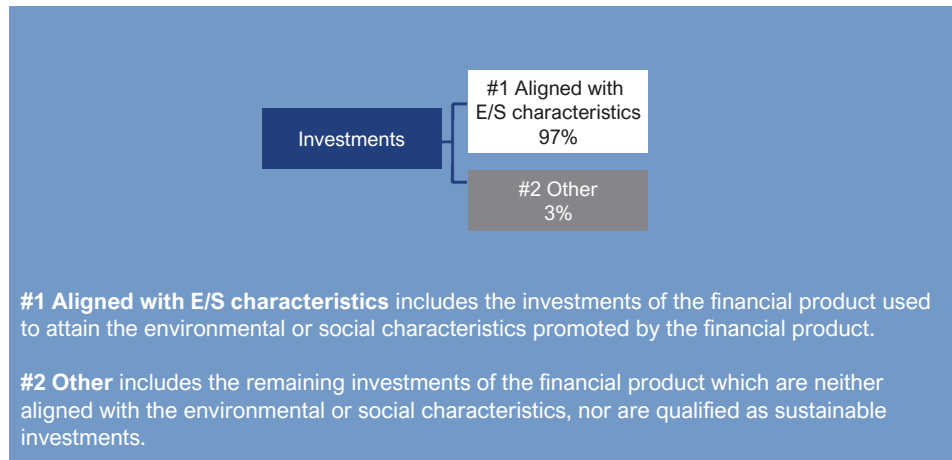 #1 Aligned with
E/S characteristics
97%
Investments
#2 Other
3%
#1 Aligned with E/S characteristics includes the investments of the financial product used
to attain the environmental or social characteristics promoted by the financial product.
#2 Other includes the remaining investments of the financial product which are neither
aligned with the environmental or social characteristics, nor are qualified as sustainable
investments.